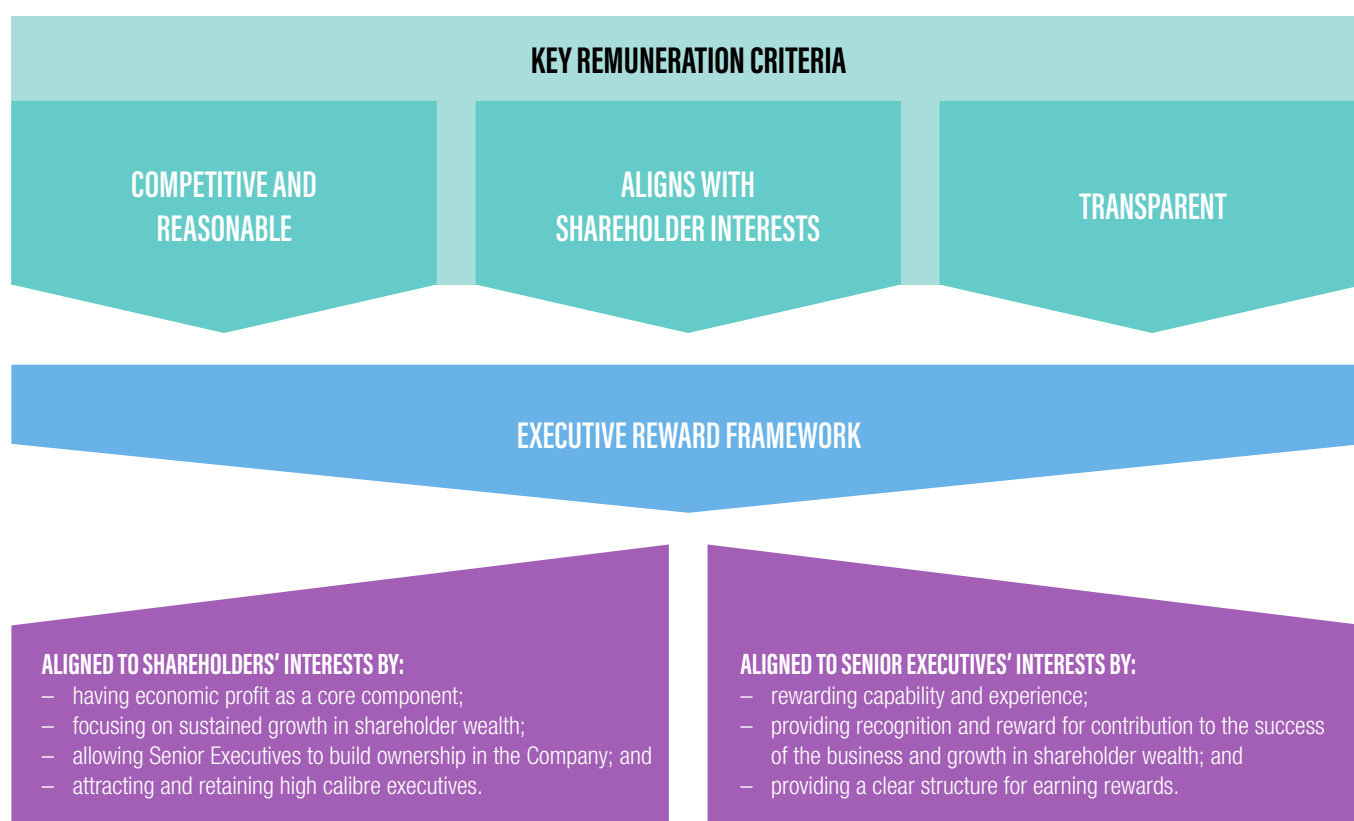 KEY REMUNERATION CRITERIA
COMPETITIVE AND
REASONABLE
ALIGNS WITH
SHAREHOLDER INTERESTS
TRANSPARENT
EXECUTIVE REWARD FRAMEWORK
ALIGNED TO SHAREHOLDERS’ INTERESTS BY:
– having economic profit as a core component;
– focusing on sustained growth in shareholder wealth;
– allowing Senior Executives to build ownership in the Company; and
– attracting and retaining high calibre executives.
ALIGNED TO SENIOR EXECUTIVES’ INTERESTS BY:
– rewarding capability and experience;
– providing recognition and reward for contribution to the success
of the business and growth in shareholder wealth; and
– providing a clear structure for earning rewards.